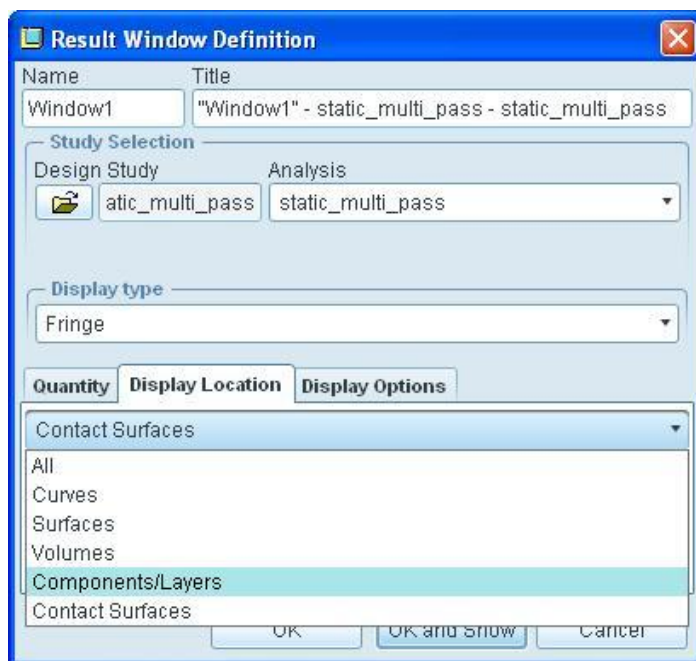 Result Window Definition
Name Title
Window1 "Window1" - static_multi_pass - static_multi_pass
Study Selection
Design Study Analysis
atic_multi_pass static_multi_pass
Display type
Fringe
Quantity Display Location Display Options
Contact Surfaces
All
Curves
Surfaces
Volumes
Components/Layers
Contact Surfaces
OK OK and Show Cancel